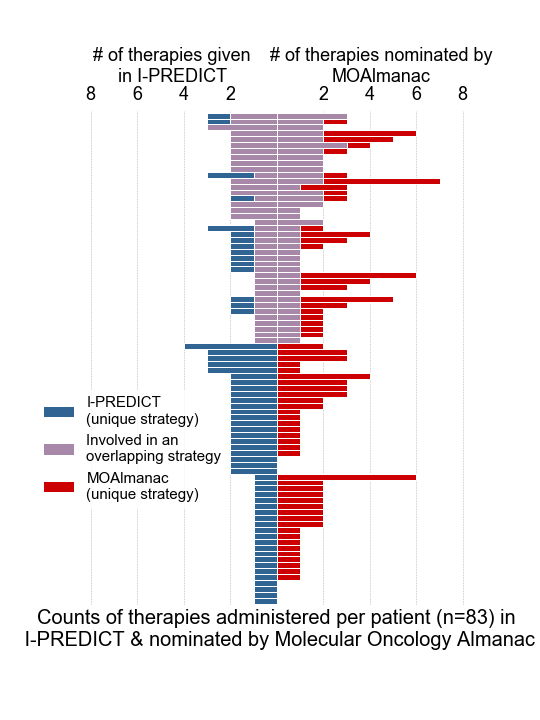 # of therapies given
in I-PREDICT
# of therapies nominated by
MOAlmanac
8 6 4 2 2 4 6 8
I-PREDICT
(unique strategy)
Involved in an
overlapping strategy
MOAlmanac
(unique strategy)
Counts of therapies administered per patient (n=83) in
I-PREDICT & nominated by Molecular Oncology Almanac